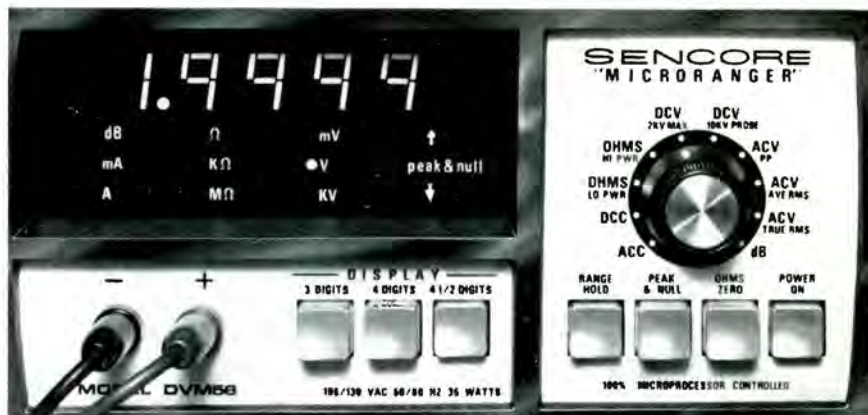 1.9999
dB Ω mV
mA KΩ V peak & null
A MΩ KV
- +
DISPLAY
3 DIGITS 4 DIGITS 4 1/2 DIGITS
MODEL DVM56
105/130 VAC 50/60 HZ 35 WATTS
SENCORE
"MICRORANGER"
DCV 2KV MAX
DCV 10KV PROBE
OHMS HI PWR
ACV PP
OHMS LO PWR
ACV AVE RMS
DCC
ACV TRUE RMS
ACC
dB
RANGE HOLD
PEAK & NULL
OHMS ZERO
POWER ON
100% MICROPROCESSOR CONTROLLED